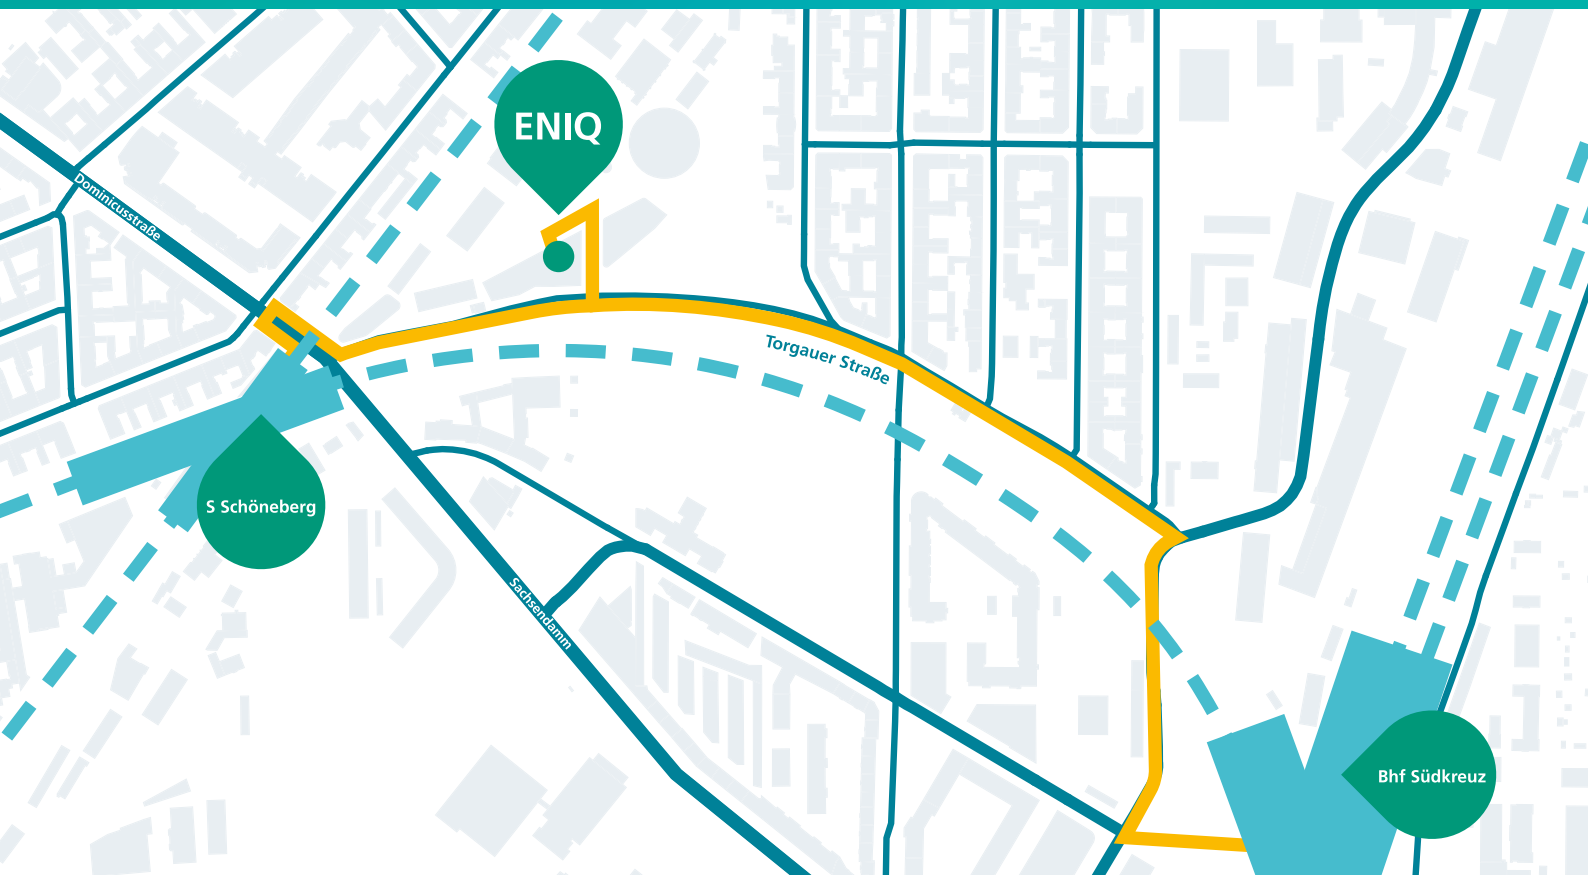 ENIQ
Dominicusstraße
Torgauer Straße
S Schöneberg
Sachsendamm
Bhf Südkreuz